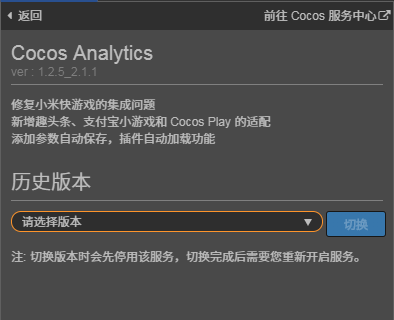 返回
前往 Cocos 服务中心
Cocos Analytics
ver : 1.2.5_2.1.1
修复小米快游戏的集成问题
新增趣头条、支付宝小游戏和 Cocos Play 的适配
添加参数自动保存，插件自动加载功能
历史版本
请选择版本
切换
注: 切换版本时会先停用该服务，切换完成后需要您重新开启服务。